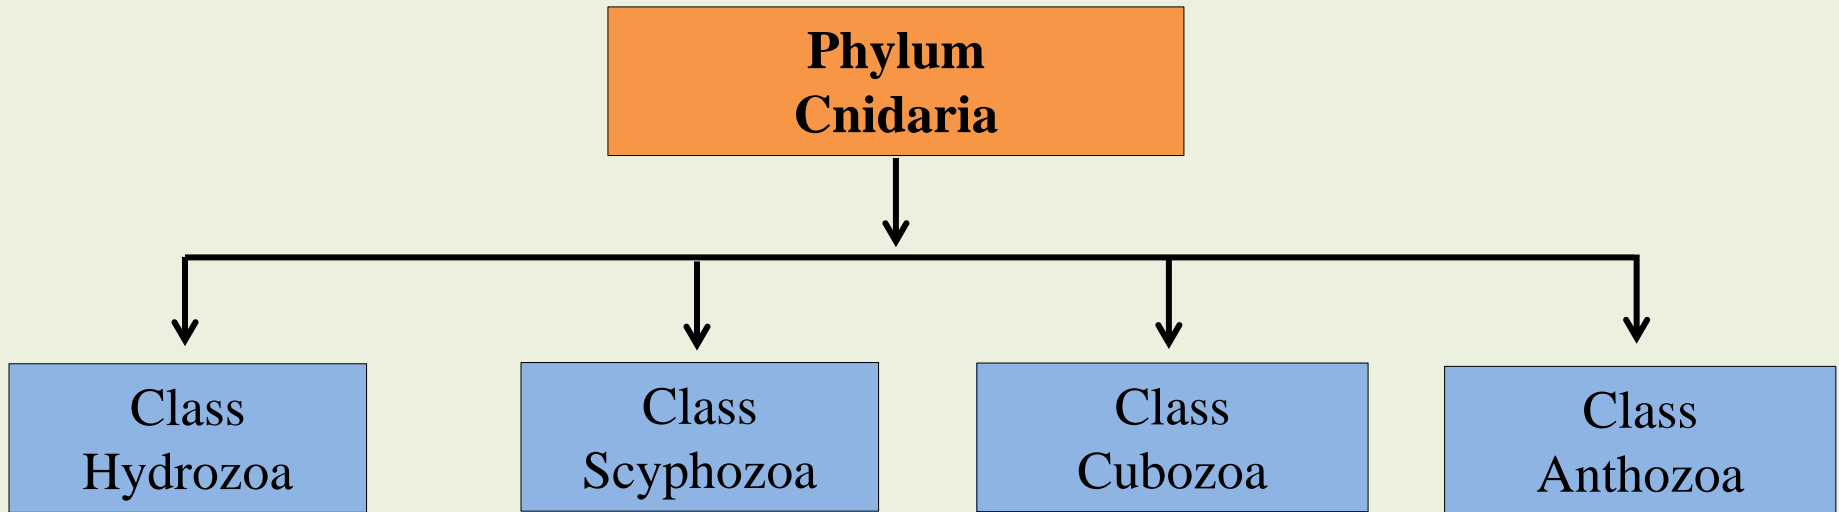 Phylum
Cnidaria
Class
Hydrozoa
Class
Scyphozoa
Class
Cubozoa
Class
Anthozoa